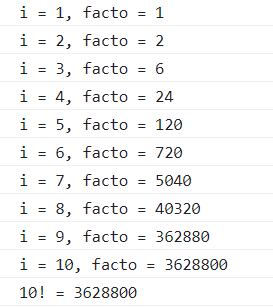 i = 1, facto = 1
i = 2, facto = 2
i = 3, facto = 6
i = 4, facto = 24
i = 5, facto = 120
i = 6, facto = 720
i = 7, facto = 5040
i = 8, facto = 40320
i = 9, facto = 362880
i = 10, facto = 3628800
10! = 3628800